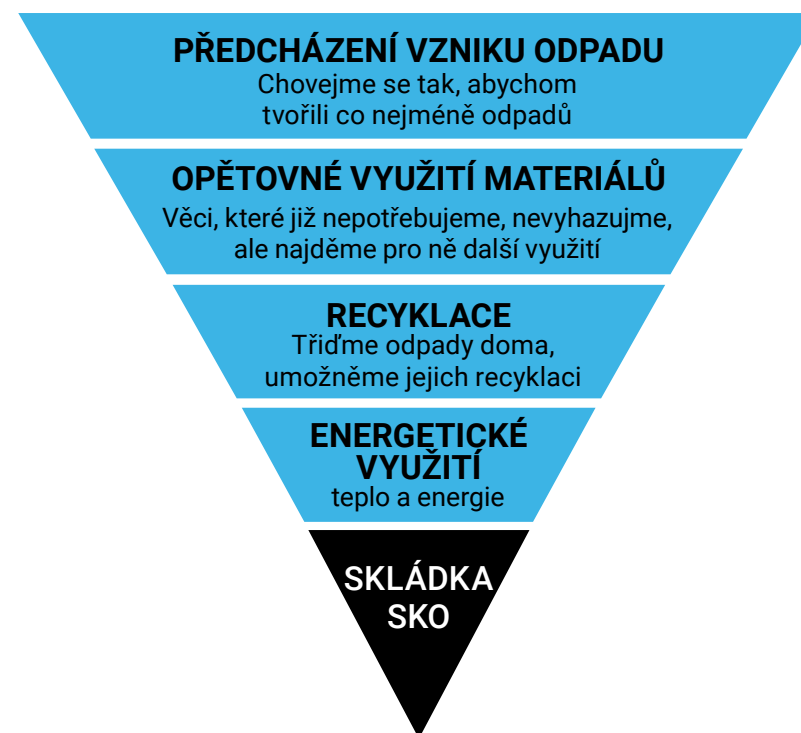 PŘEDCHÁZENÍ VZNIKU ODPADU
Chovejme se tak, abychom
tvořili co nejméně odpadů
OPĚTOVNÉ VYUŽITÍ MATERIÁLŮ
Věci, které již nepotřebujeme, nevyhazujme,
ale najděme pro ně další využití
RECYKLACE
Třiďme odpady doma,
umožněme jejich recyklaci
ENERGETICKÉ
VYUŽITÍ
teplo a energie
SKLÁDKA
SKO